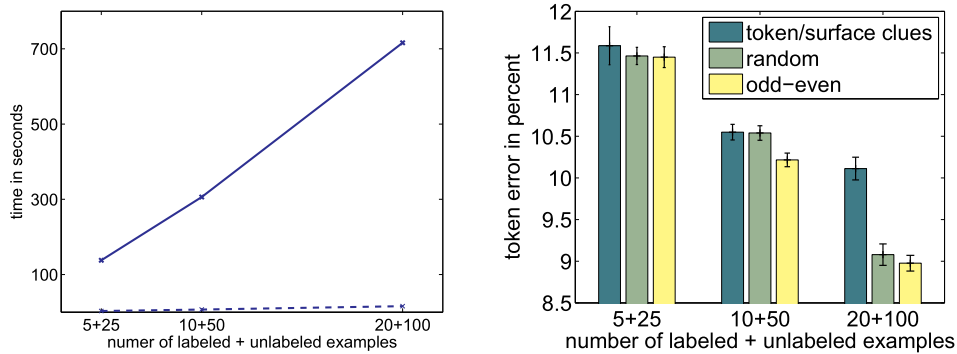 700
500
300
100
time in seconds
5+25 10+50 20+100
numer of labeled + unlabeled examples
12
11.5
11
10.5
10
9.5
9
8.5
token error in percent
token/surface clues
random
odd−even
5+25 10+50 20+100
number of labeled + unlabeled examples